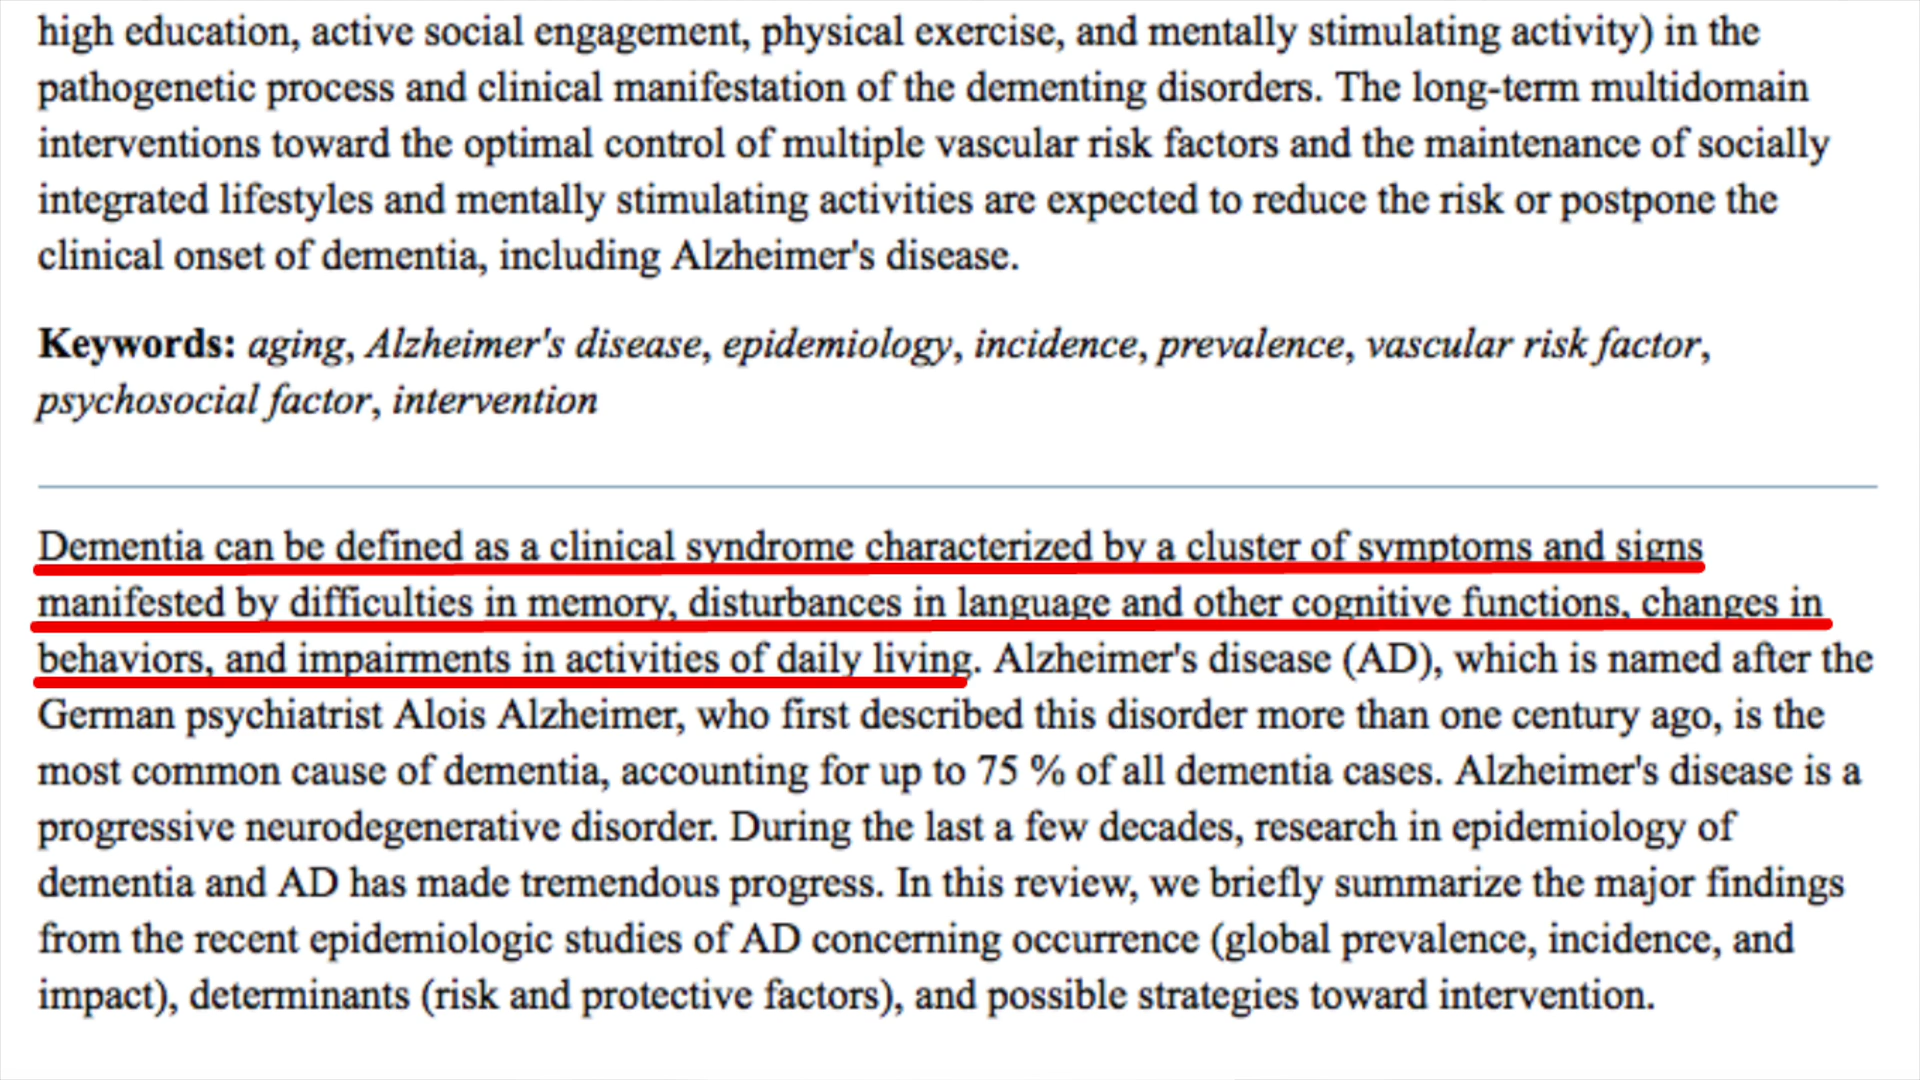 high education, active social engagement, physical exercise, and mentally stimulating activity) in the
pathogenetic process and clinical manifestation of the dementing disorders. The long-term multidomain
interventions toward the optimal control of multiple vascular risk factors and the maintenance of socially
integrated lifestyles and mentally stimulating activities are expected to reduce the risk or postpone the
clinical onset of dementia, including Alzheimer's disease.
Keywords: aging, Alzheimer's disease, epidemiology, incidence, prevalence, vascular risk factor,
psychosocial factor, intervention
Dementia can be defined as a clinical syndrome characterized by a cluster of symptoms and signs
manifested by difficulties in memory, disturbances in language and other cognitive functions, changes in
behaviors, and impairments in activities of daily living. Alzheimer's disease (AD), which is named after the
German psychiatrist Alois Alzheimer, who first described this disorder more than one century ago, is the
most common cause of dementia, accounting for up to 75 % of all dementia cases. Alzheimer's disease is a
progressive neurodegenerative disorder. During the last a few decades, research in epidemiology of
dementia and AD has made tremendous progress. In this review, we briefly summarize the major findings
from the recent epidemiologic studies of AD concerning occurrence (global prevalence, incidence, and
impact), determinants (risk and protective factors), and possible strategies toward intervention.